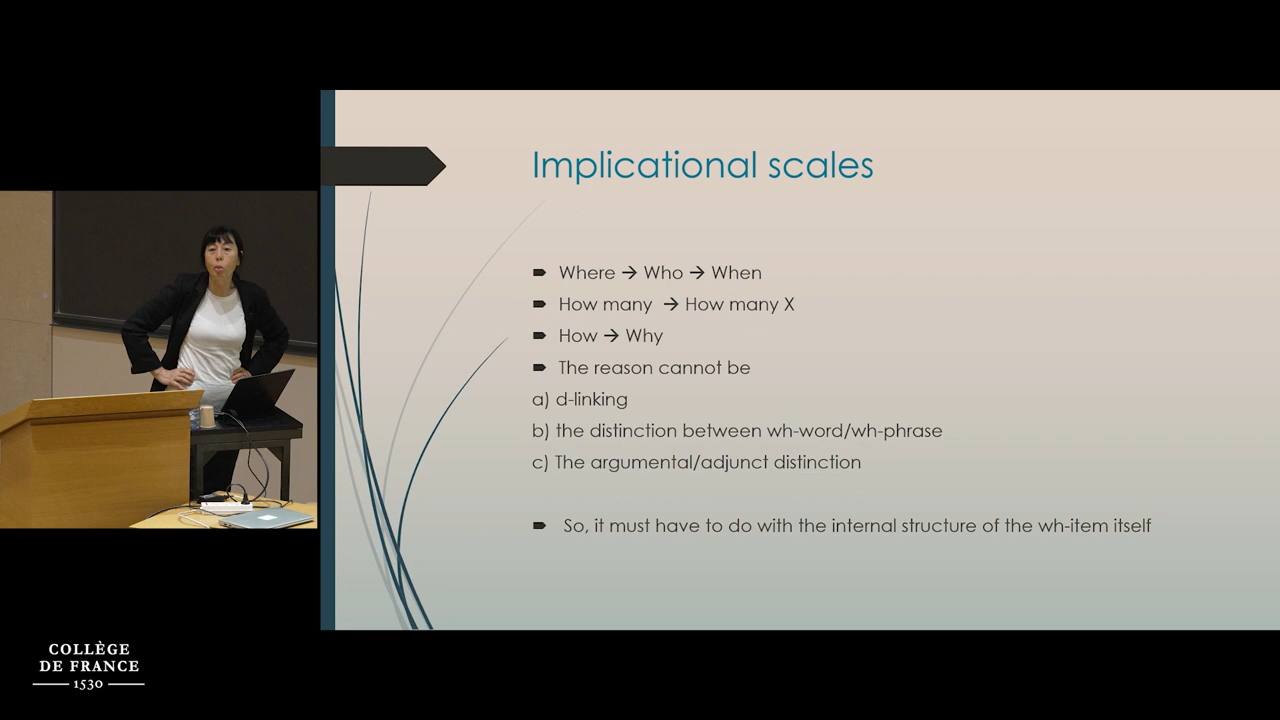 Implicational scales
Where → Who → When
How many → How many X
How → Why
The reason cannot be
a) d-linking
b) the distinction between wh-word/wh-phrase
c) The argumental/adjunct distinction
So, it must have to do with the internal structure of the wh-item itself
COLLÈGE
DE FRANCE
1530